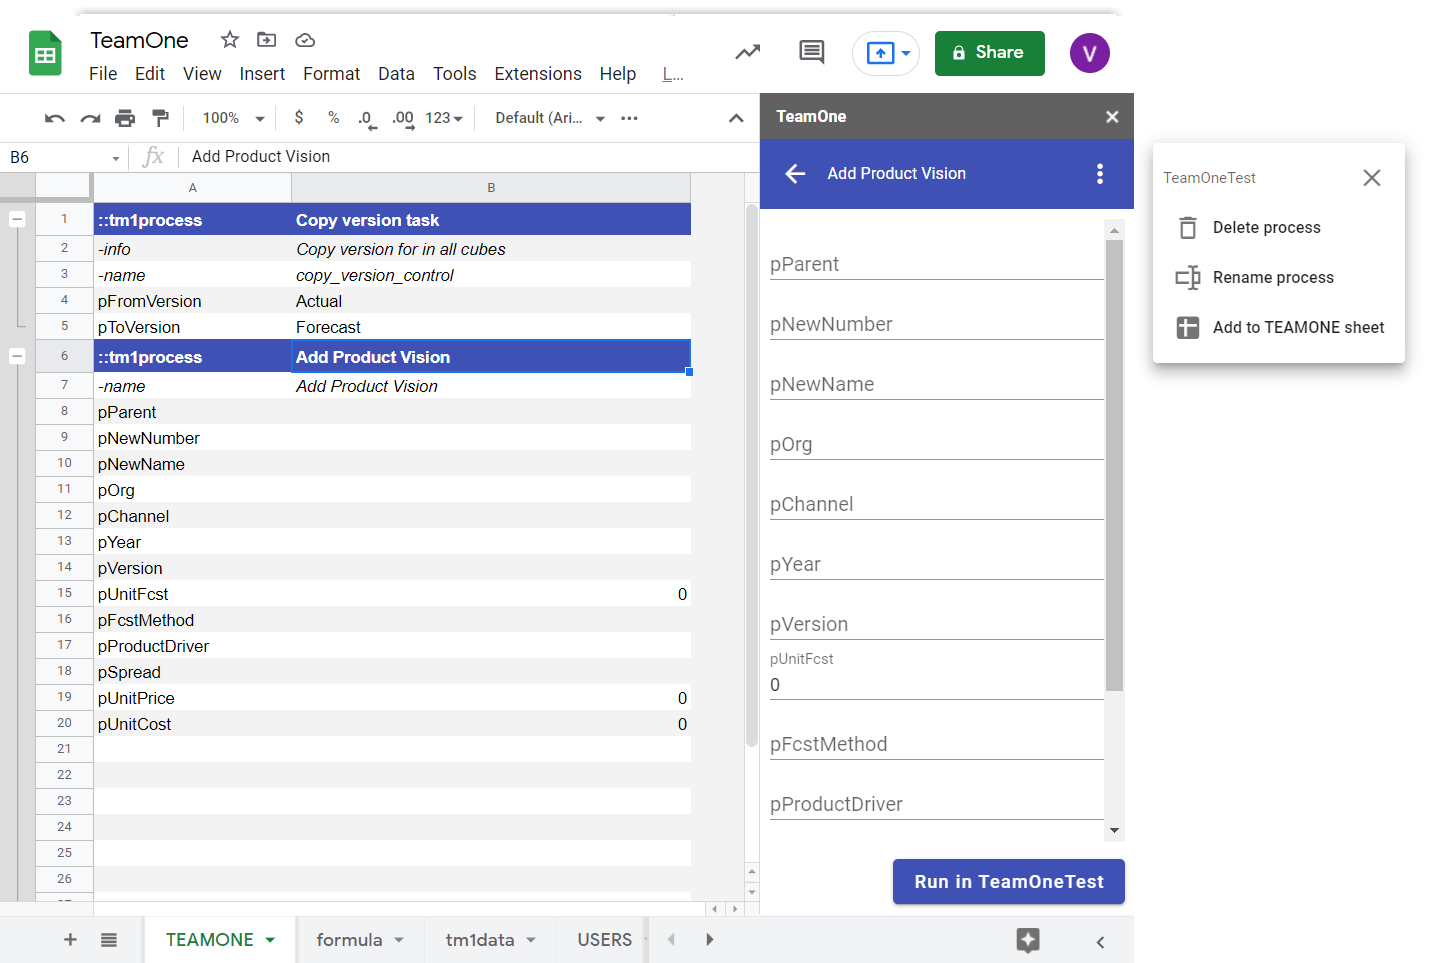 TeamOne
File Edit View Insert Format Data Tools Extensions Help L...
Share
V
100% $ % .0 .00 123 Default (Ari... •••
B6 fx Add Product Vision
A B
1 ::tm1process Copy version task
2 -info Copy version for in all cubes
3 -name copy_version_control
4 pFromVersion Actual
5 pToVersion Forecast
6 ::tm1process Add Product Vision
7 -name Add Product Vision
8 pParent
9 pNewNumber
10 pNewName
11 pOrg
12 pChannel
13 pYear
14 pVersion
15 pUnitFcst 0
16 pFcstMethod
17 pProductDriver
18 pSpread
19 pUnitPrice 0
20 pUnitCost 0
21
22
23
24
25
26
TEAMONE formula tm1data USERS
TeamOne
Add Product Vision
pParent
pNewNumber
pNewName
pOrg
pChannel
pYear
pVersion
pUnitFcst
0
pFcstMethod
pProductDriver
Run in TeamOneTest
TeamOneTest
Delete process
Rename process
Add to TEAMONE sheet